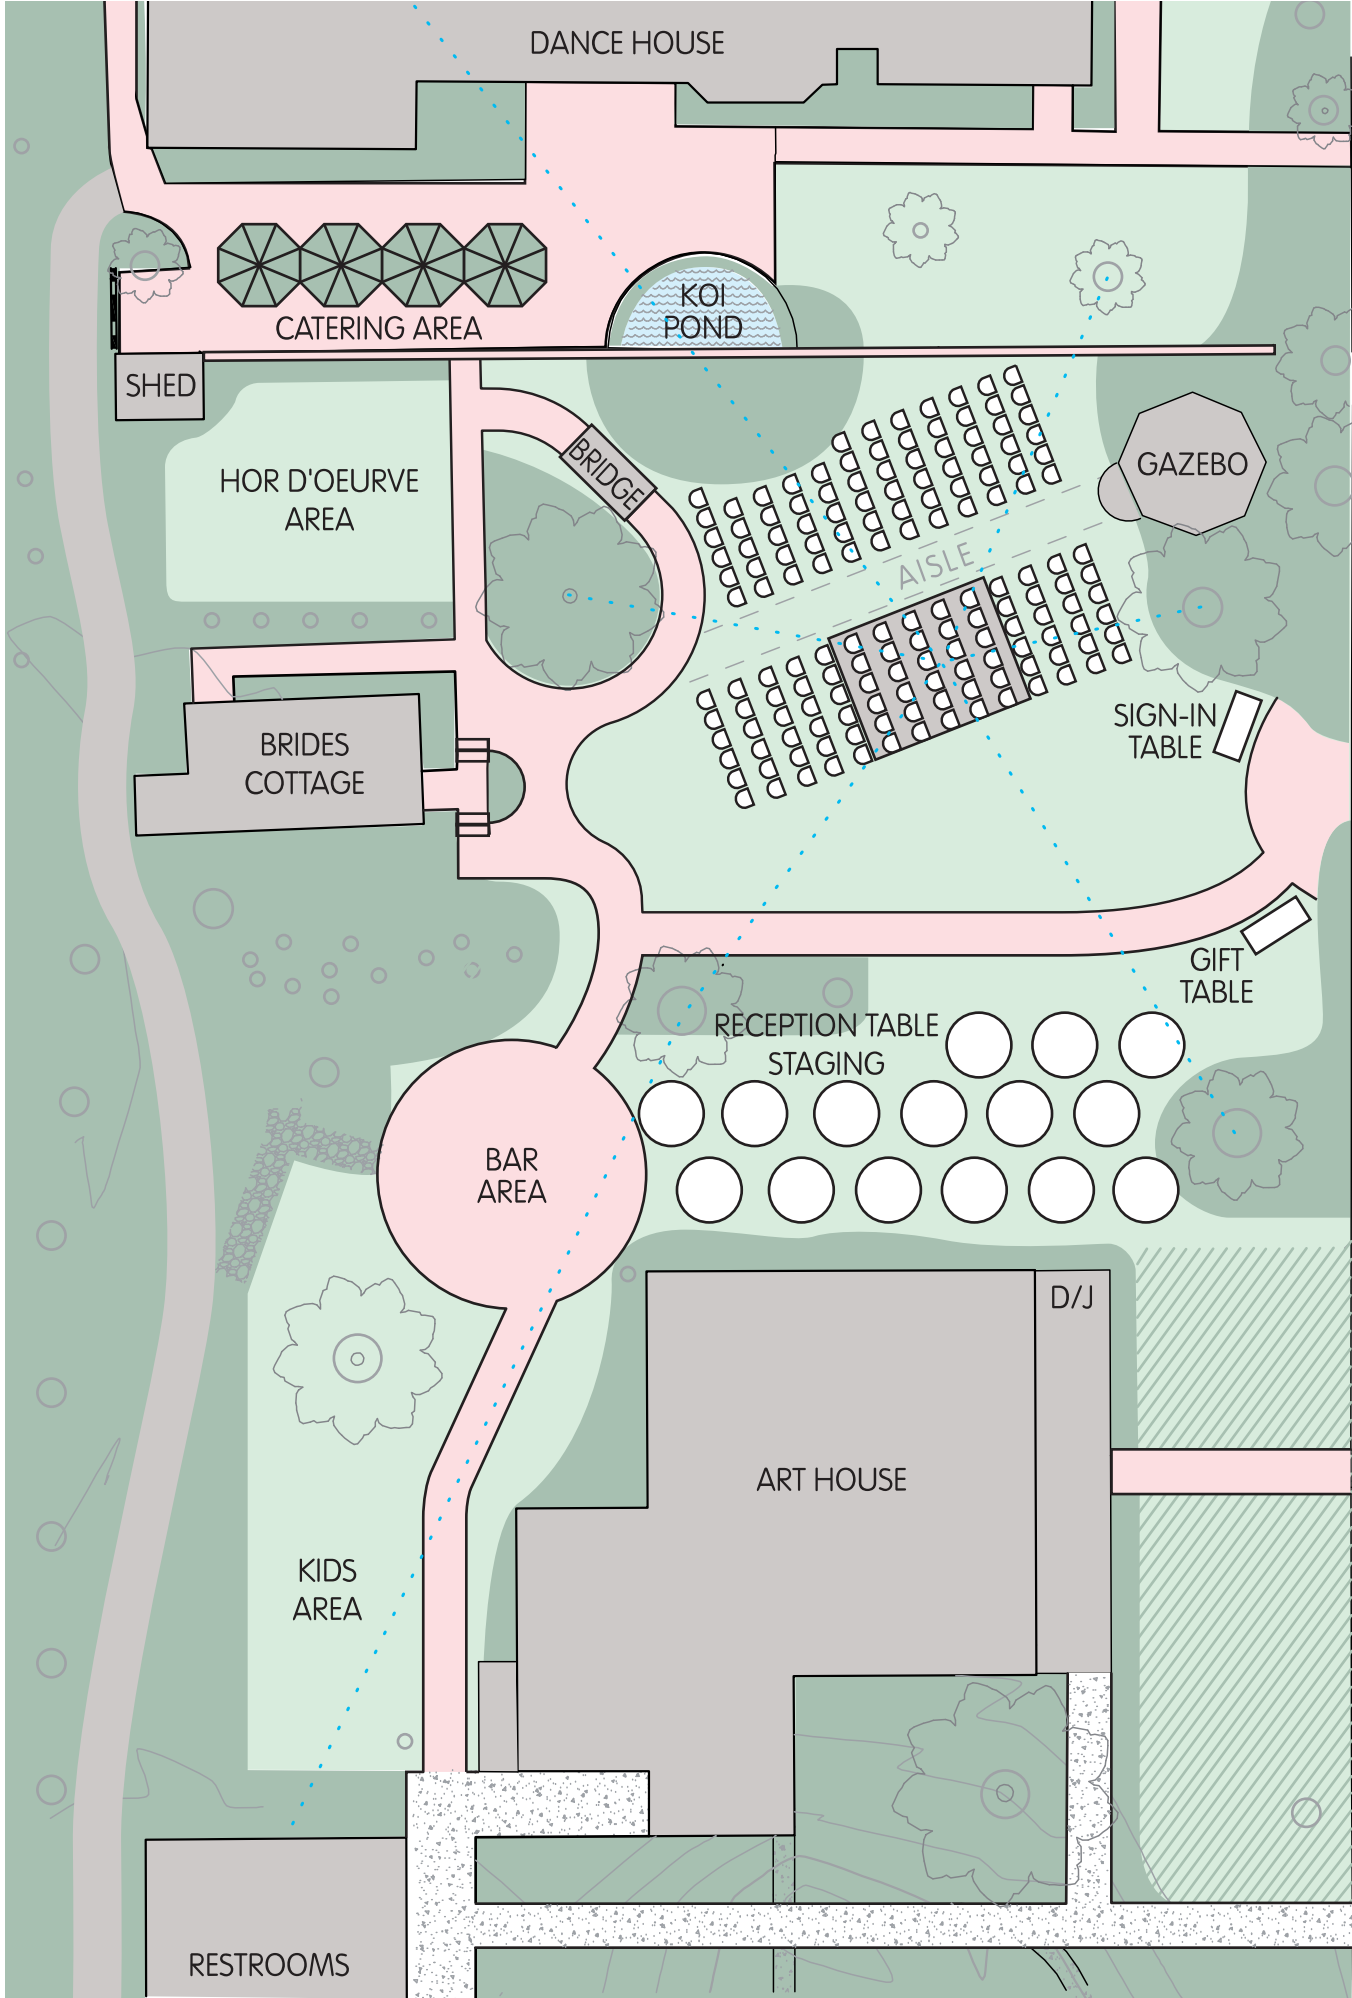 DANCE HOUSE
KOI
POND
CATERING AREA
SHED
BRIDGE
GAZEBO
HOR D'OEURVE
AREA
AISLE
SIGN-IN
TABLE
BRIDES
COTTAGE
GIFT
TABLE
RECEPTION TABLE
STAGING
BAR
AREA
D/J
ART HOUSE
KIDS
AREA
RESTROOMS